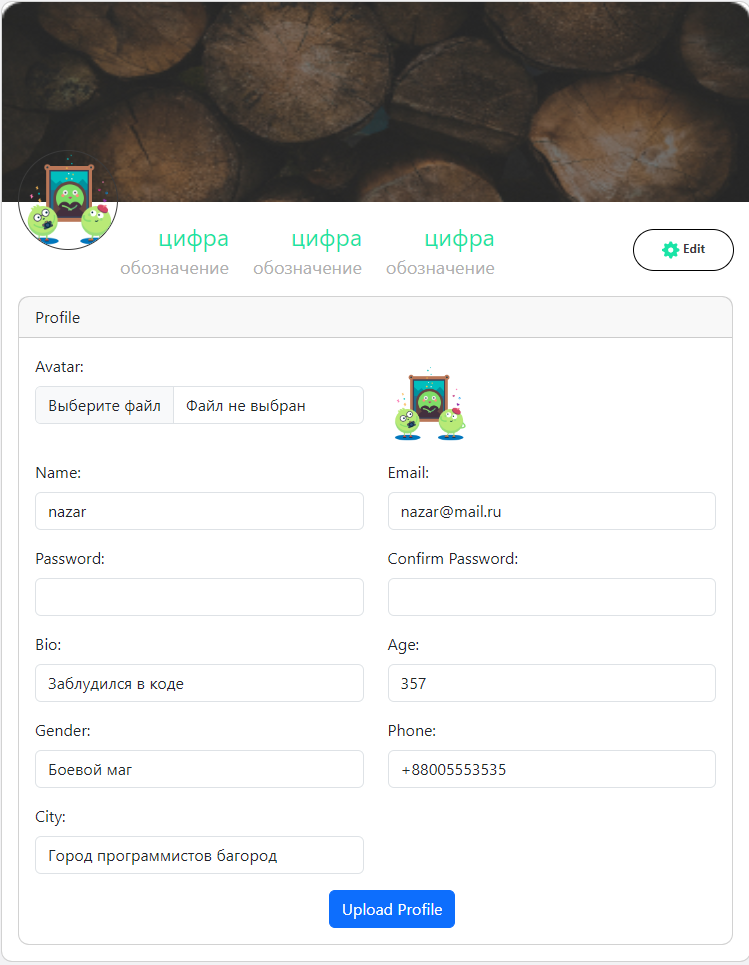 цифра цифра цифра
обозначение обозначение обозначение
Edit
Profile
Avatar:
Выберите файл Файл не выбран
Name: Email:
nazar nazar@mail.ru
Password: Confirm Password:
Bio: Age:
Заблудился в коде 357
Gender: Phone:
Боевой маг +88005553535
City:
Город программистов багород
Upload Profile